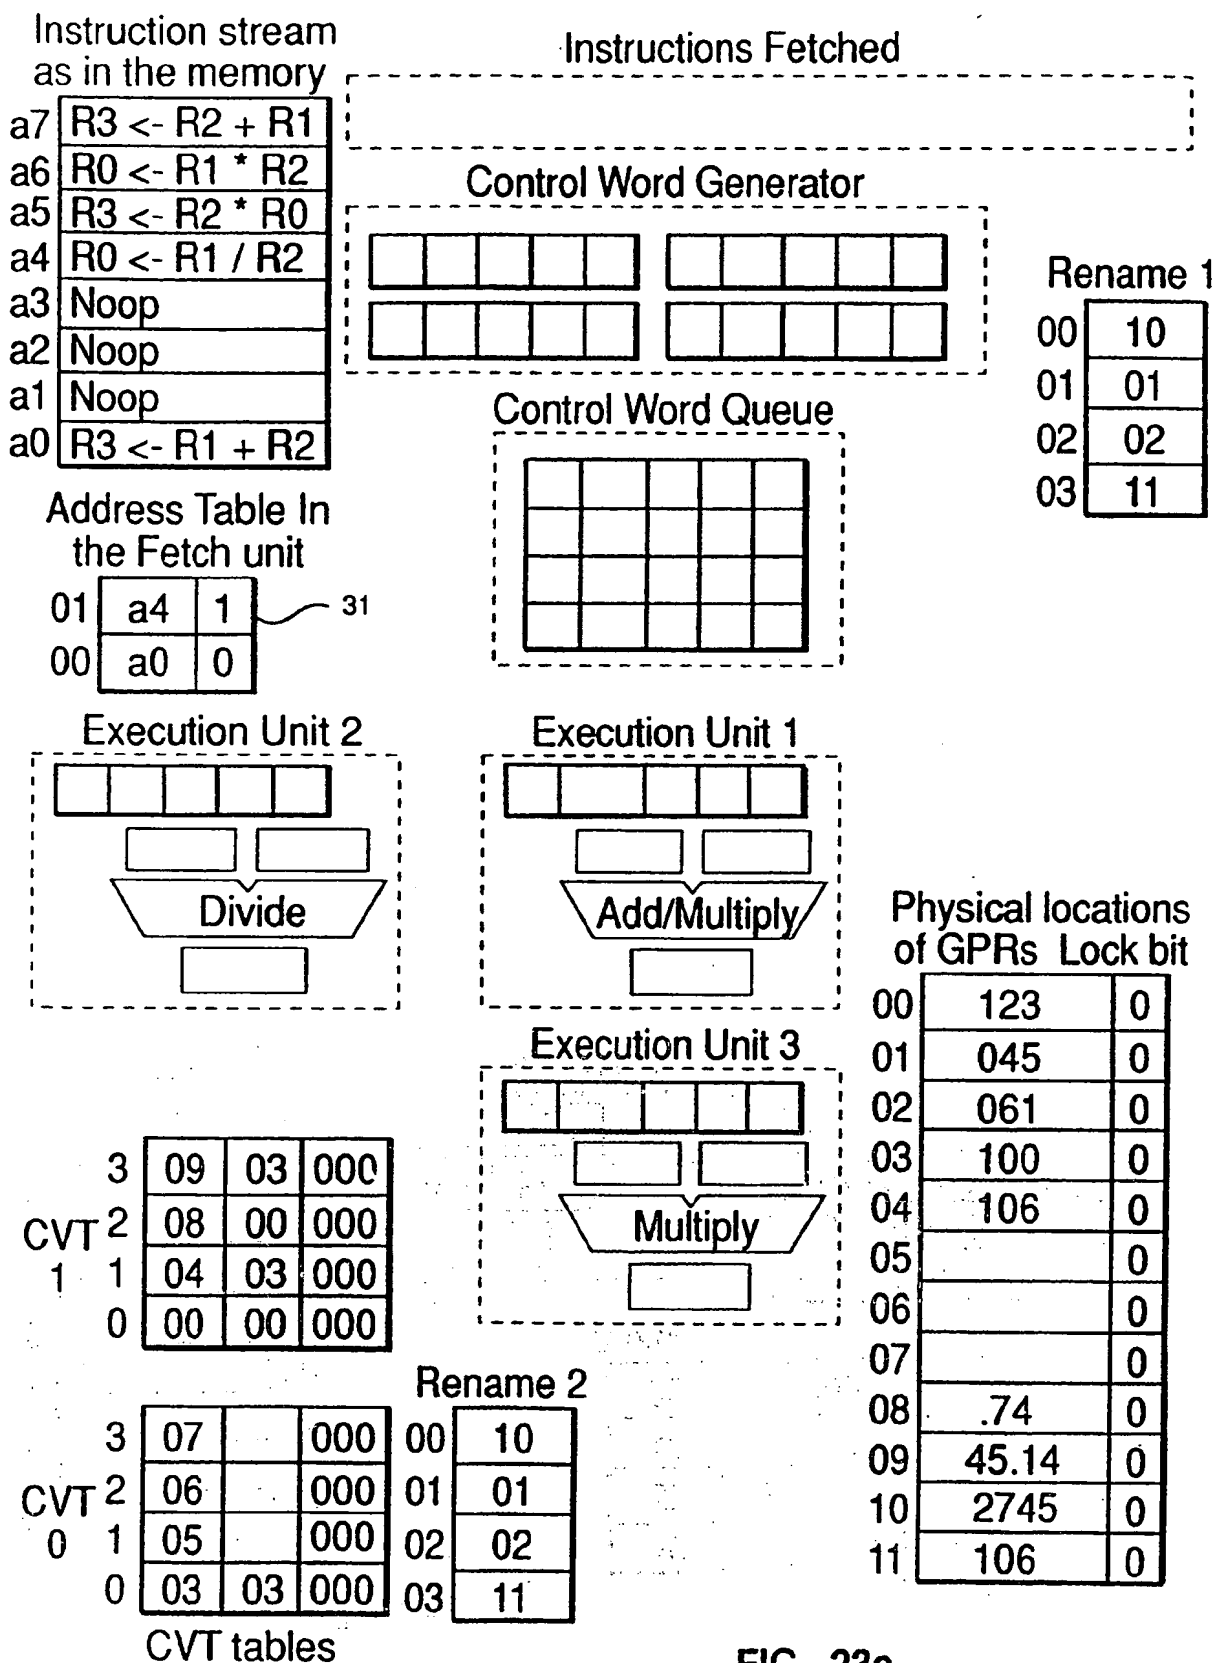 Instruction stream
as in the memory
a7 R3 <- R2 + R1
a6 R0 <- R1 * R2
a5 R3 <- R2 * R0
a4 R0 <- R1 / R2
a3 Noop
a2 Noop
a1 Noop
a0 R3 <- R1 + R2
Instructions Fetched
Control Word Generator
Control Word Queue
Rename 1
00 10
01 01
02 02
03 11
Address Table In
the Fetch unit
01 a4 1
00 a0 0
31
Execution Unit 2
Divide
Execution Unit 1
Add/Multiply
Execution Unit 3
Multiply
Physical locations
of GPRs Lock bit
00 123 0
01 045 0
02 061 0
03 100 0
04 106 0
05 0
06 0
07 0
08 .74 0
09 45.14 0
10 2745 0
11 106 0
CVT
1
3 09 03 000
2 08 00 000
1 04 03 000
0 00 00 000
CVT
0
3 07 000
2 06 000
1 05 000
0 03 03 000
CVT tables
Rename 2
00 10
01 01
02 02
03 11